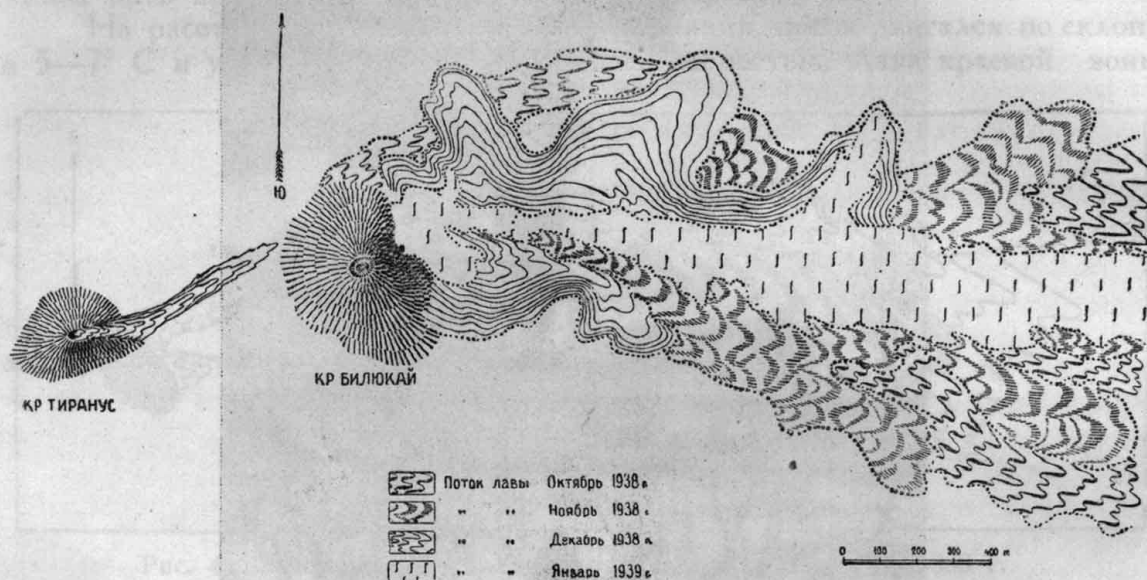 Ю
КР ТИРАНУС
КР БИЛЮКАЙ
Поток лавы Октябрь 1938 г.
" " Ноябрь 1938 г.
" " Декабрь 1938 г.
" " Январь 1939 г.
0 100 200 300 400 м